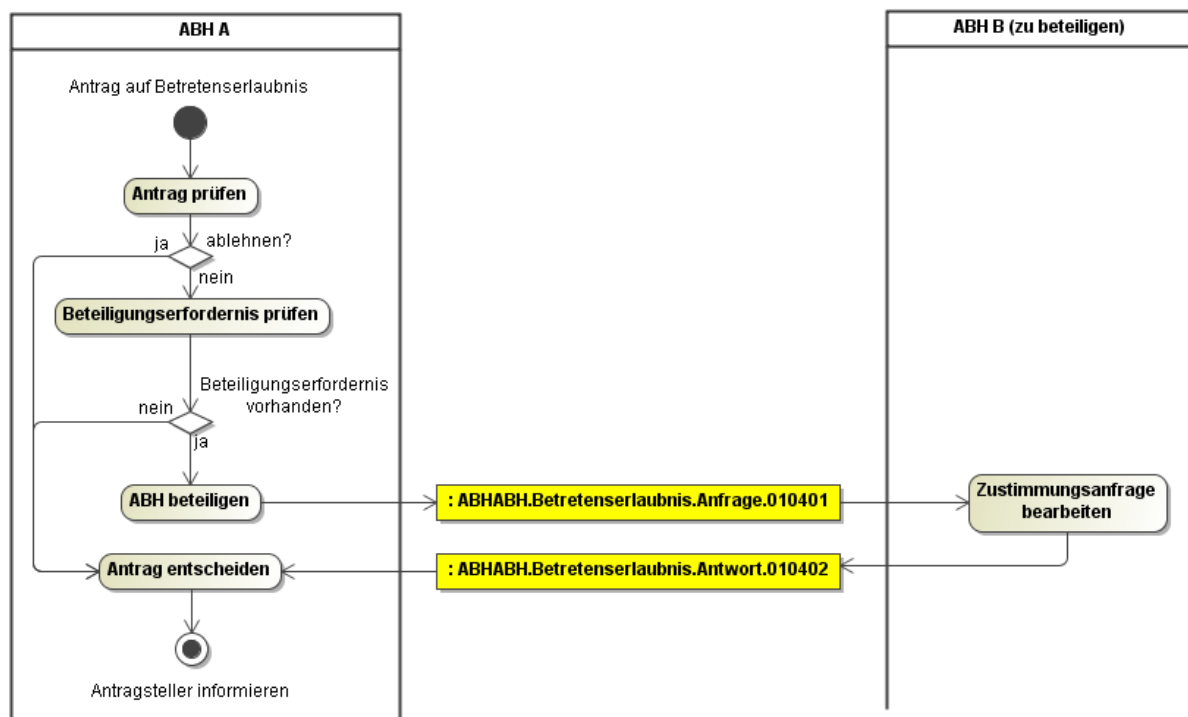 ABH A
ABH B (zu beteiligen)
Antrag auf Betretenserlaubnis
Antrag prüfen
ja
ablehnen?
nein
Beteiligungserfordernis prüfen
Beteiligungserfordernis
vorhanden?
nein
ja
ABH beteiligen
: ABHABH.Betretenserlaubnis.Anfrage.010401
Zustimmungsanfrage
bearbeiten
Antrag entscheiden
: ABHABH.Betretenserlaubnis.Antwort.010402
Antragsteller informieren